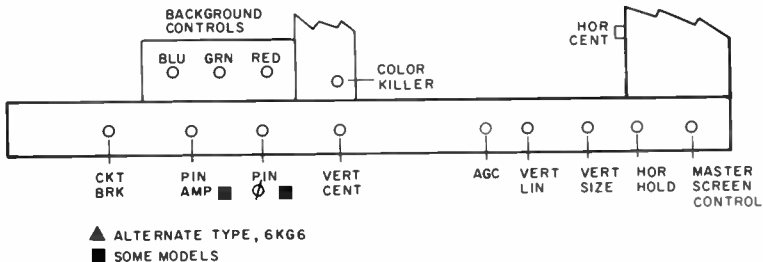 BACKGROUND
CONTROLS
BLU GRN RED
COLOR
KILLER
HOR
CENT
CKT
BRK
PIN
AMP ■
PIN
Ø ■
VERT
CENT
AGC
VERT
LIN
VERT
SIZE
HOR
HOLD
MASTER
SCREEN
CONTROL
▲ ALTERNATE TYPE, 6KG6
■ SOME MODELS